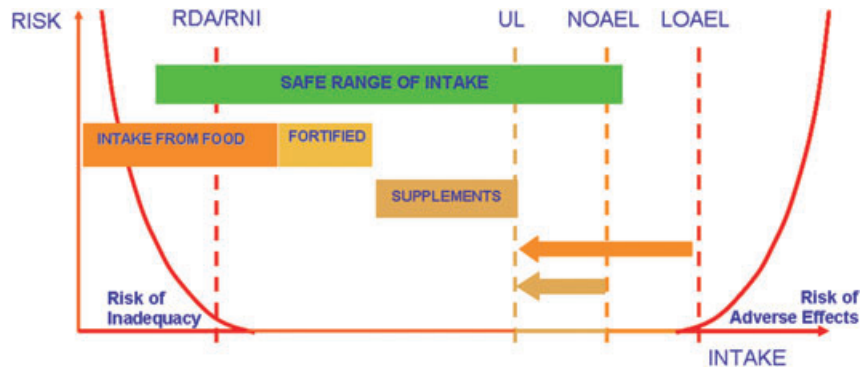 RISK
RDA/RNI
UL
NOAEL
LOAEL
SAFE RANGE OF INTAKE
INTAKE FROM FOOD
FORTIFIED
SUPPLEMENTS
Risk of
Inadequacy
Risk of
Adverse Effects
INTAKE